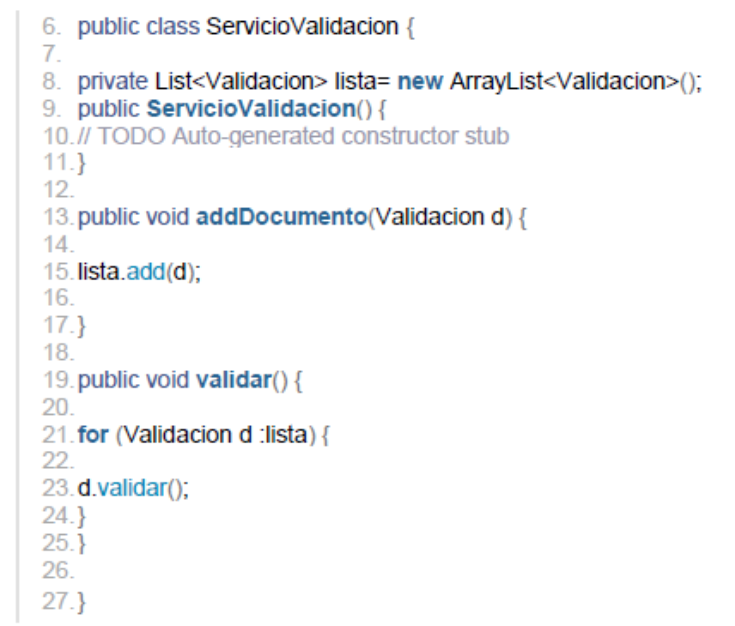 6. public class ServicioValidacion {
7.
8. private List<Validacion> lista= new ArrayList<Validacion>();
9. public ServicioValidacion() {
10.// TODO Auto-generated constructor stub
11.}
12.
13.public void addDocumento(Validacion d) {
14.
15.lista.add(d);
16.
17.}
18.
19.public void validar() {
20.
21.for (Validacion d :lista) {
22.
23.d.validar();
24.}
25.}
26.
27.}